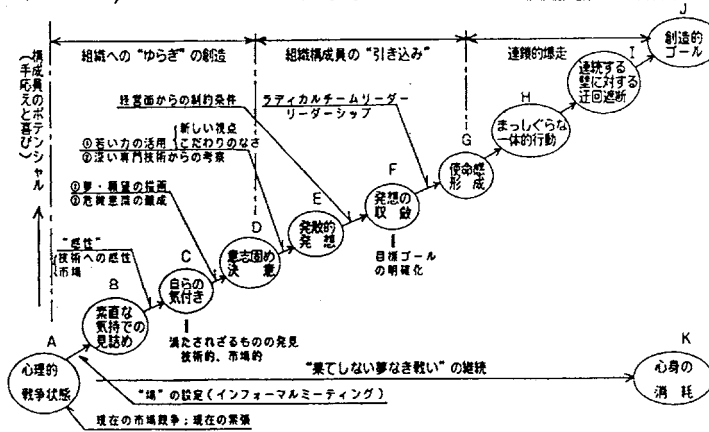 J
創造的
ゴール
組織への“ゆらぎ”の創造
組織構成員の“引き込み”
連鎖的爆走
I
連続する
壁に対する
迂回遮断
構成員のポテンシャル
(手応えと喜び)
経営面からの制約条件
ラディカルチームリーダー
リーダーシップ
H
まっしぐらな
一体的行動
新しい視点
①若い力の活用
こだわりのなさ
②深い専門技術からの考察
G
使命感
形成
F
発想の
収斂
E
発散的
発想
①夢・願望の描画
②危機意識の醸成
D
意志固め
決意
目標ゴール
の明確化
“感性”
技術への感性
市場
C
自らの
気付き
B
素直な
気持での
見詰め
満たされざるものの発見
技術的、市場的
A
心理的
戦争状態
“果てしない夢なき戦い”の継続
K
心身の
消耗
“場”の設定(インフォーマルミーティング)
現在の市場競争;現在の緊張